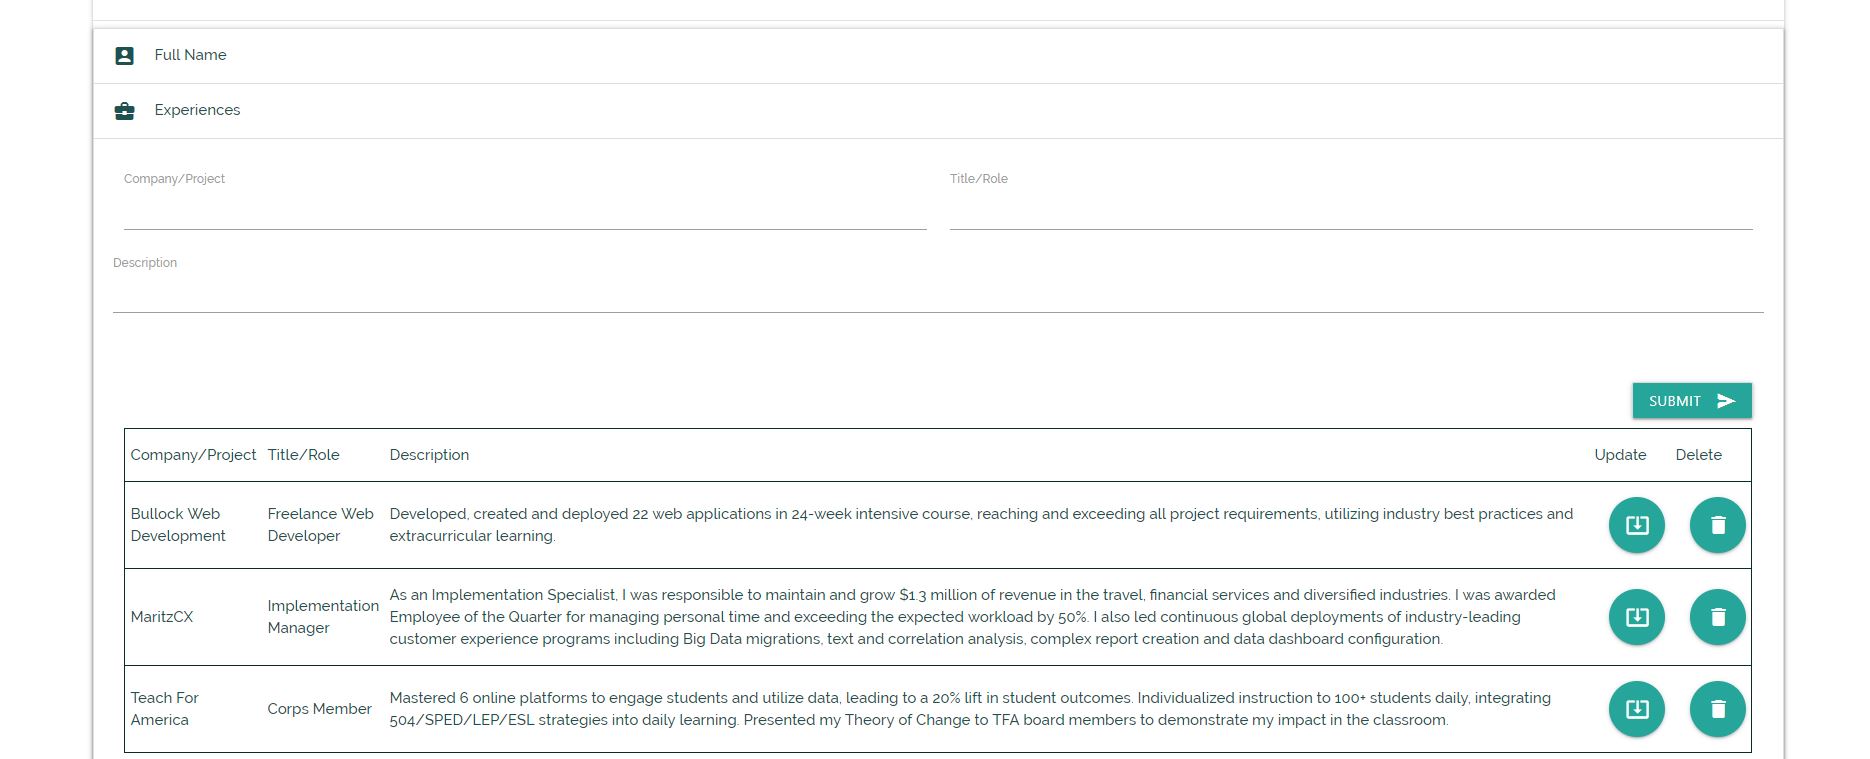 Full Name
Experiences
Company/Project
Title/Role
Description
SUBMIT
Company/Project Title/Role Description Update Delete
Bullock Web
Development
Freelance Web
Developer
Developed, created and deployed 22 web applications in 24-week intensive course, reaching and exceeding all project requirements, utilizing industry best practices and
extracurricular learning.
MaritzCX
Implementation
Manager
As an Implementation Specialist, I was responsible to maintain and grow $1.3 million of revenue in the travel, financial services and diversified industries. I was awarded
Employee of the Quarter for managing personal time and exceeding the expected workload by 50%. I also led continuous global deployments of industry-leading
customer experience programs including Big Data migrations, text and correlation analysis, complex report creation and data dashboard configuration.
Teach For
America
Corps Member
Mastered 6 online platforms to engage students and utilize data, leading to a 20% lift in student outcomes. Individualized instruction to 100+ students daily, integrating
504/SPED/LEP/ESL strategies into daily learning. Presented my Theory of Change to TFA board members to demonstrate my impact in the classroom.